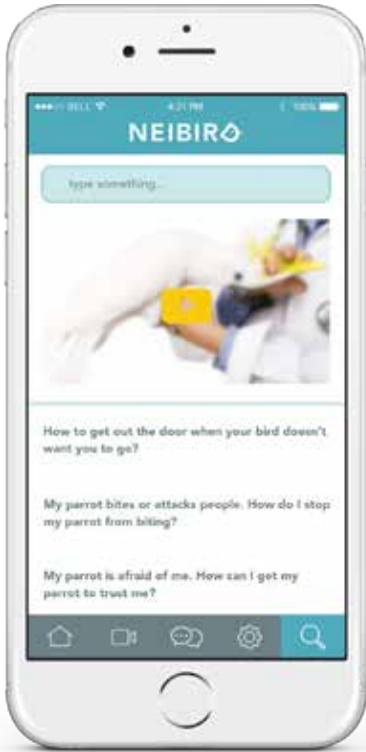 BELL 4:21 PM 100%
NEIBIRD
type something...
How to get out the door when your bird doesn't
want you to go?
My parrot bites or attacks people. How do I stop
my parrot from biting?
My parrot is afraid of me. How can I get my
parrot to trust me?